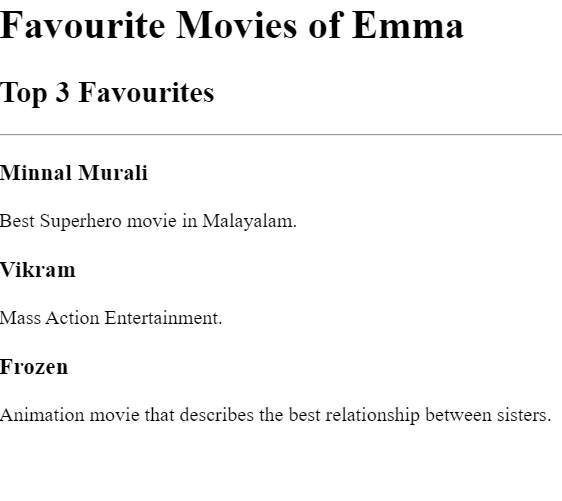 Favourite Movies of Emma
Top 3 Favourites
Minnal Murali
Best Superhero movie in Malayalam.
Vikram
Mass Action Entertainment.
Frozen
Animation movie that describes the best relationship between sisters.